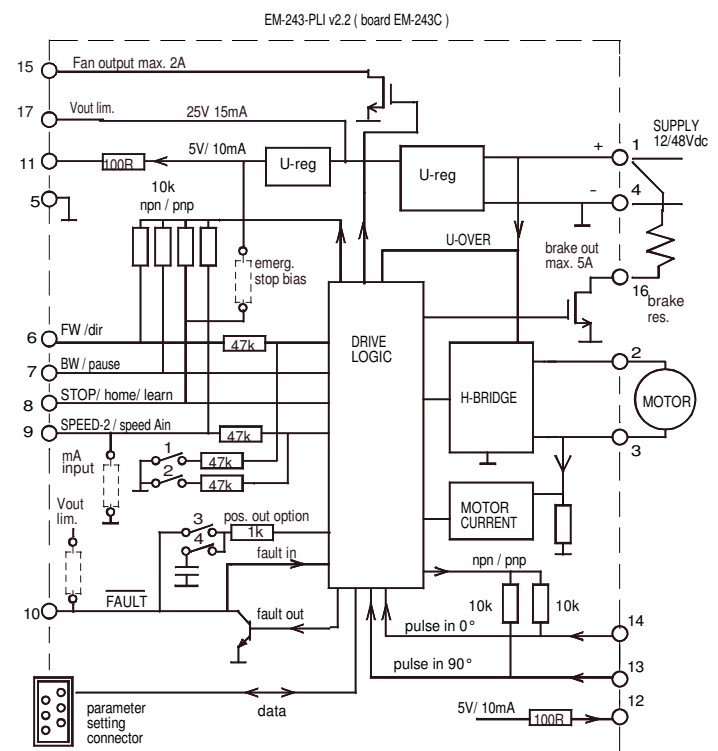 EM-243-PLI v2.2 ( board EM-243C )
15
Fan output max. 2A
17
Vout lim.
25V 15mA
11
100R
5V/ 10mA
U-reg
U-reg
+
1
SUPPLY
12/48Vdc
-
4
5
10k
npn / pnp
U-OVER
brake out
max. 5A
16
brake
res.
emerg.
stop bias
6
FW /dir
47k
7
BW / pause
8
STOP/ home/ learn
9
SPEED-2 / speed Ain
47k
DRIVE
LOGIC
H-BRIDGE
2
MOTOR
3
mA
input
1
47k
2
47k
Vout
lim.
3
pos. out option
4
1k
fault in
MOTOR
CURRENT
npn / pnp
10k
10k
10
FAULT
fault out
pulse in 0°
14
pulse in 90°
13
12
5V/ 10mA
100R
data
parameter
setting
connector